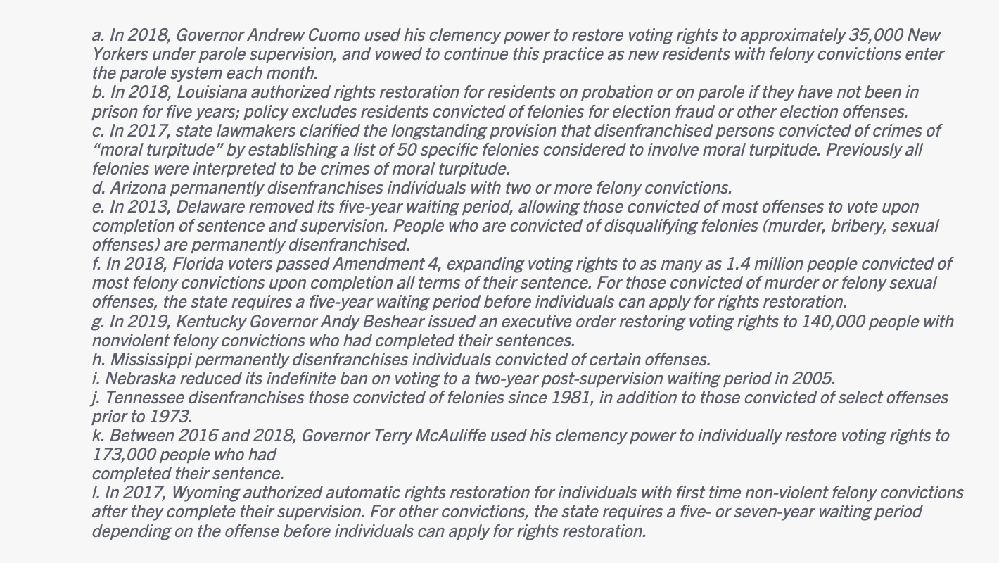 a. In 2018, Governor Andrew Cuomo used his clemency power to restore voting rights to approximately 35,000 New
Yorkers under parole supervision, and vowed to continue this practice as new residents with felony convictions enter
the parole system each month.
b. In 2018, Louisiana authorized rights restoration for residents on probation or on parole if they have not been in
prison for five years; policy excludes residents convicted of felonies for election fraud or other election offenses.
c. In 2017, state lawmakers clarified the longstanding provision that disenfranchised persons convicted of crimes of
“moral turpitude” by establishing a list of 50 specific felonies considered to involve moral turpitude. Previously all
felonies were interpreted to be crimes of moral turpitude.
d. Arizona permanently disenfranchises individuals with two or more felony convictions.
e. In 2013, Delaware removed its five-year waiting period, allowing those convicted of most offenses to vote upon
completion of sentence and supervision. People who are convicted of disqualifying felonies (murder, bribery, sexual
offenses) are permanently disenfranchised.
f. In 2018, Florida voters passed Amendment 4, expanding voting rights to as many as 1.4 million people convicted of
most felony convictions upon completion all terms of their sentence. For those convicted of murder or felony sexual
offenses, the state requires a five-year waiting period before individuals can apply for rights restoration.
g. In 2019, Kentucky Governor Andy Beshear issued an executive order restoring voting rights to 140,000 people with
nonviolent felony convictions who had completed their sentences.
h. Mississippi permanently disenfranchises individuals convicted of certain offenses.
i. Nebraska reduced its indefinite ban on voting to a two-year post-supervision waiting period in 2005.
j. Tennessee disenfranchises those convicted of felonies since 1981, in addition to those convicted of select offenses
prior to 1973.
k. Between 2016 and 2018, Governor Terry McAuliffe used his clemency power to individually restore voting rights to
173,000 people who had
completed their sentence.
l. In 2017, Wyoming authorized automatic rights restoration for individuals with first time non-violent felony convictions
after they complete their supervision. For other convictions, the state requires a five- or seven-year waiting period
depending on the offense before individuals can apply for rights restoration.